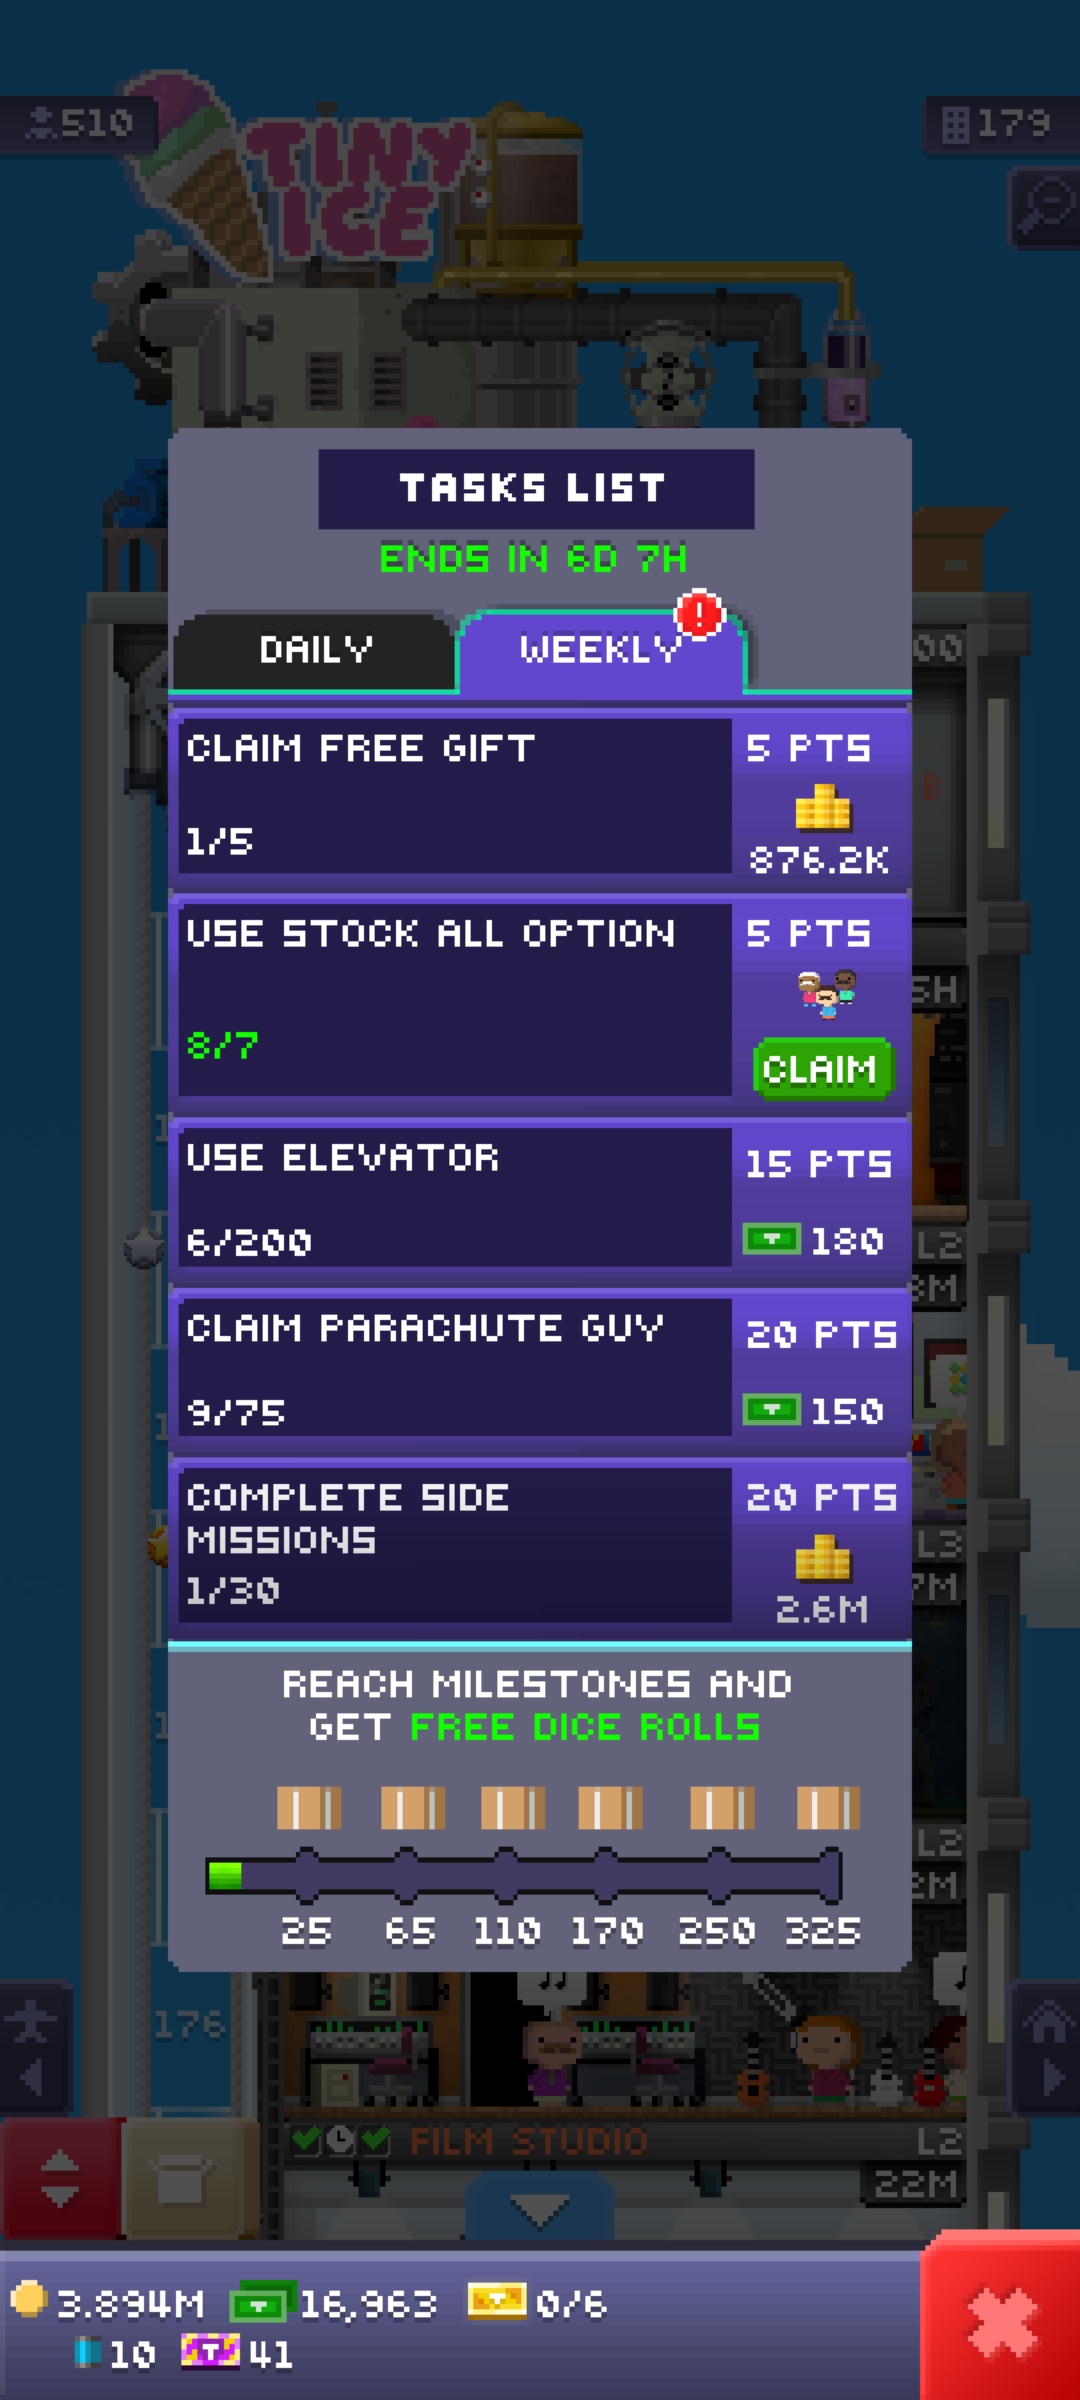 510
179
TINY
ICE
TASKS LIST
ENDS IN 6D 7H
DAILY
WEEKLY
!
CLAIM FREE GIFT
5 PTS
1/5
876.2K
USE STOCK ALL OPTION
5 PTS
8/7
CLAIM
USE ELEVATOR
15 PTS
6/200
180
CLAIM PARACHUTE GUY
20 PTS
9/75
150
COMPLETE SIDE
MISSIONS
20 PTS
1/30
2.6M
REACH MILESTONES AND
GET FREE DICE ROLLS
25 65 110 170 250 325
L2
L3
L2
176
FILM STUDIO
L2
22M
3.894M 16,963 0/6
10 41